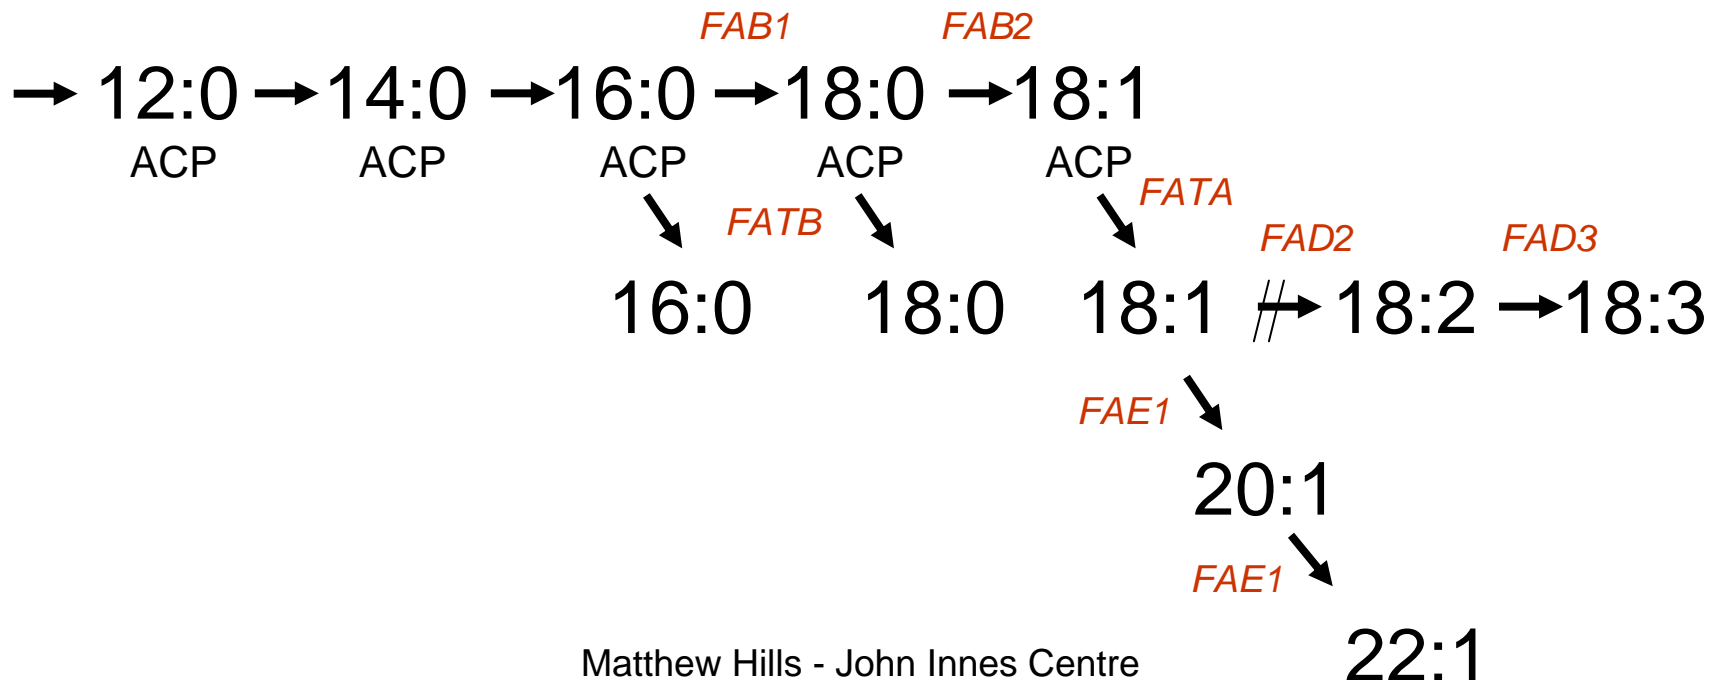 FAB1 FAB2
12:0 14:0 16:0 18:0 18:1
ACP ACP ACP ACP ACP
FATB FATA
FAD2 FAD3
16:0 18:0 18:1 18:2 18:3
FAE1
20:1
FAE1
22:1
Matthew Hills - John Innes Centre